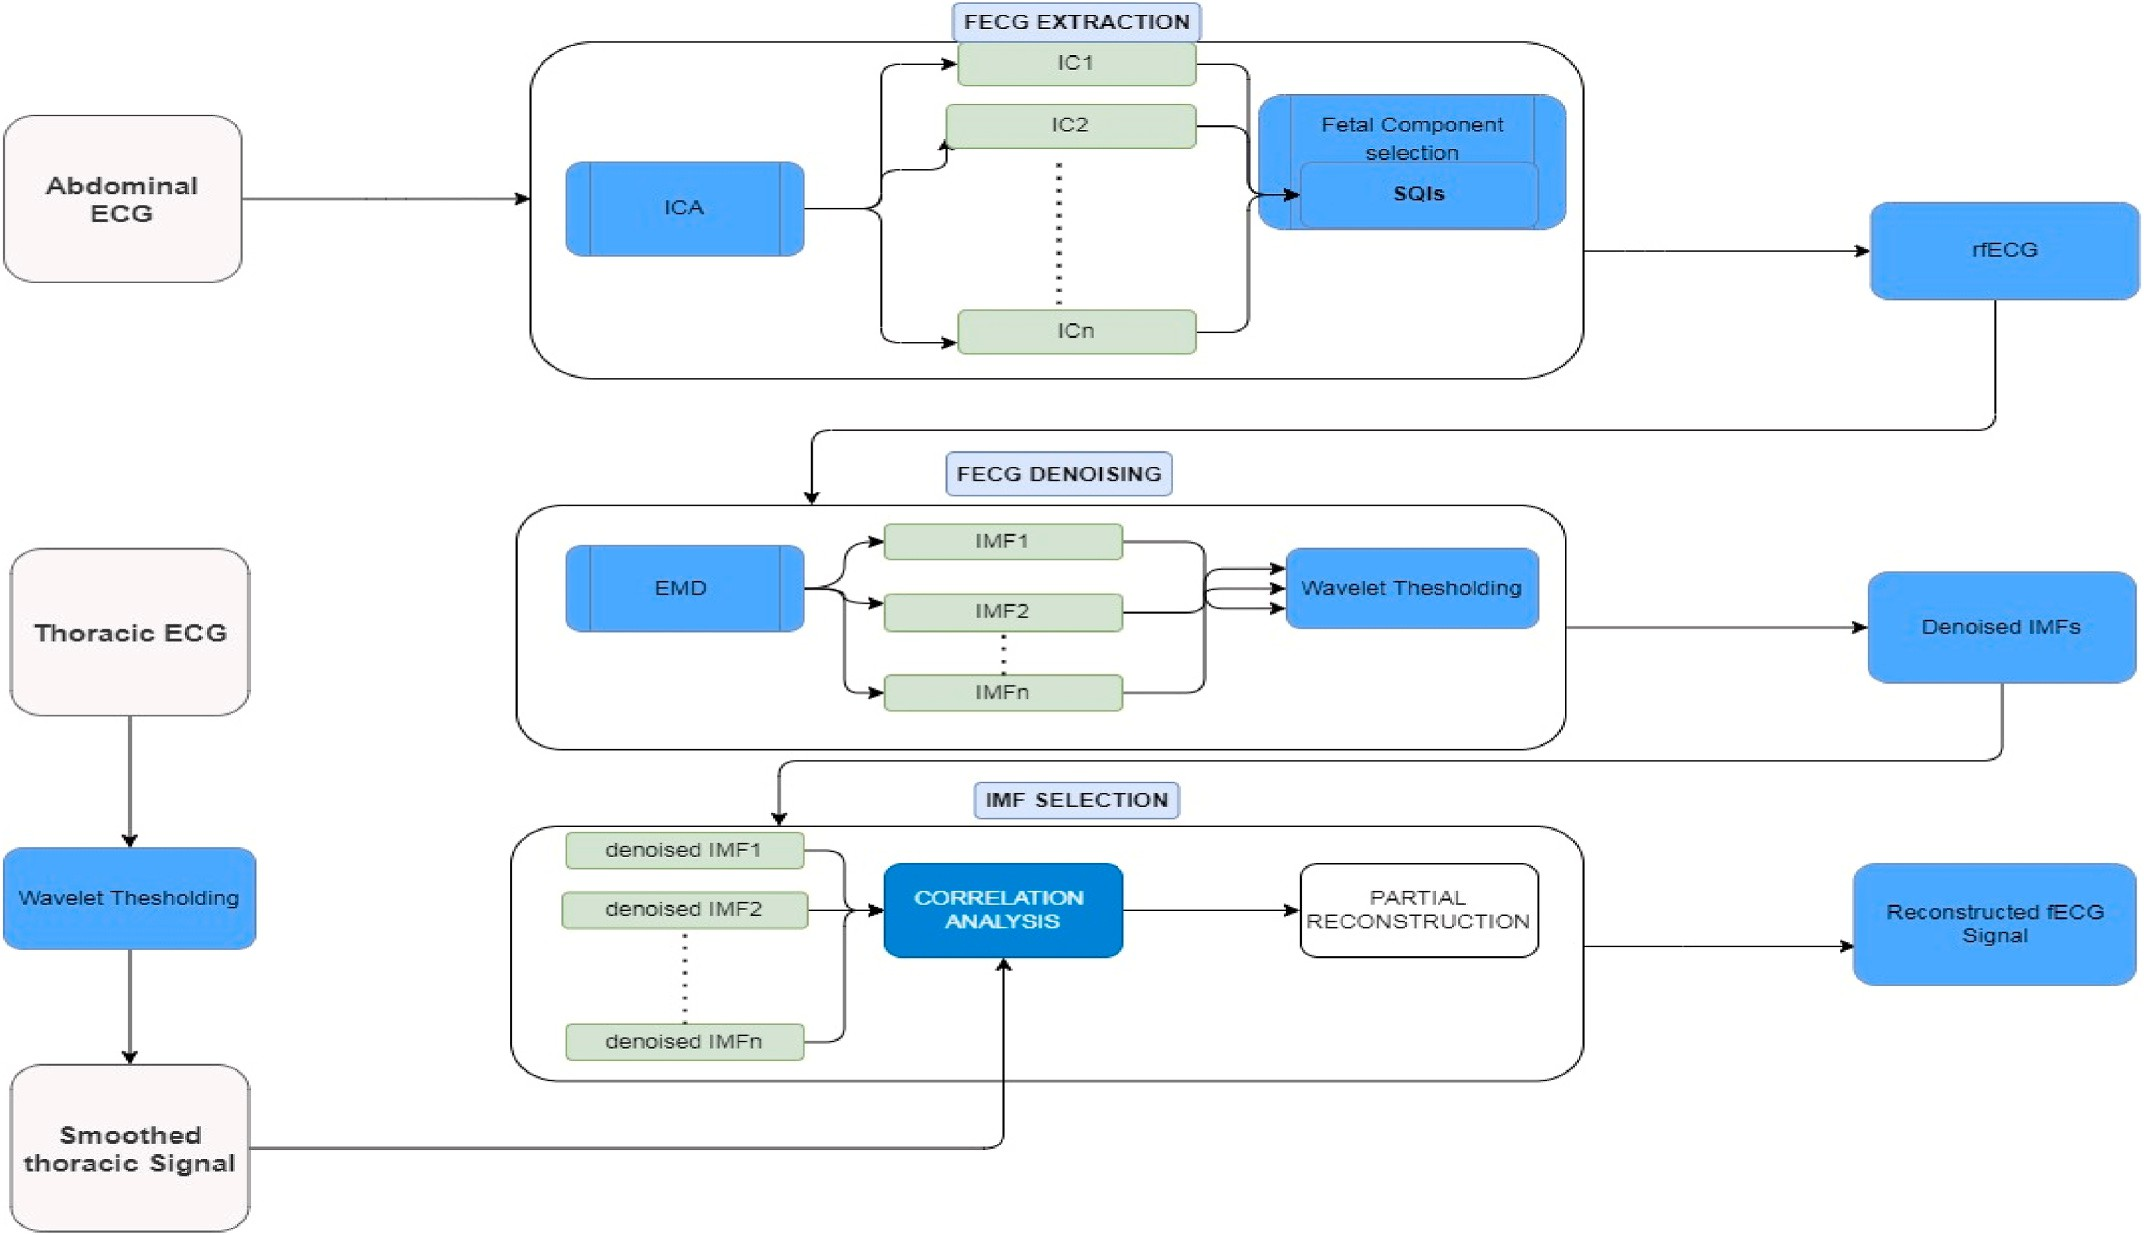 FECG EXTRACTION
IC1
IC2
ICn
Abdominal
ECG
ICA
Fetal Component
selection
SQIs
rfECG
FECG DENOISING
Thoracic ECG
EMD
IMF1
IMF2
IMFn
Wavelet Thesholding
Denoised IMFs
IMF SELECTION
Wavelet Thesholding
denoised IMF1
denoised IMF2
denoised IMFn
CORRELATION
ANALYSIS
PARTIAL
RECONSTRUCTION
Reconstructed fECG
Signal
Smoothed
thoracic Signal